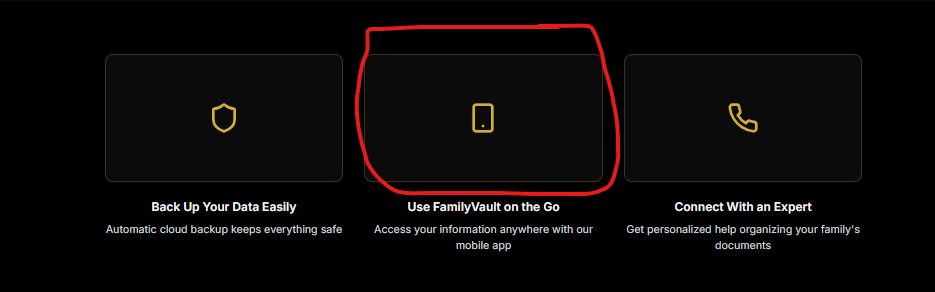 Back Up Your Data Easily
Automatic cloud backup keeps everything safe
Use FamilyVault on the Go
Access your information anywhere with our
mobile app
Connect With an Expert
Get personalized help organizing your family's
documents